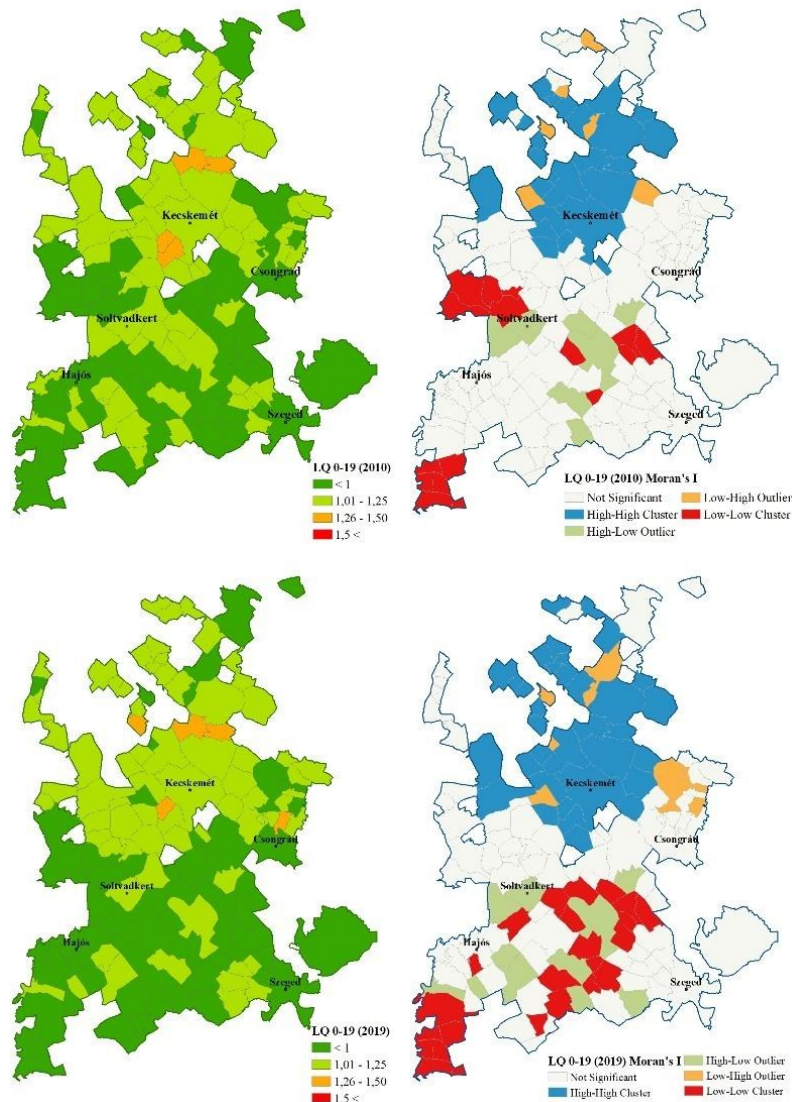 Kecskemét
Csongrád
Soltvadkert
Hajós
Szeged
LQ 0-19 (2010)
< 1
1,01 - 1,25
1,26 - 1,50
1,5 <
Kecskemét
Csongrád
Soltvadkert
Hajós
Szeged
LQ 0-19 (2010) Moran's I
Not Significant
Low-High Outlier
High-High Cluster
Low-Low Cluster
High-Low Outlier
Kecskemét
Csongrád
Soltvadkert
Hajós
Szeged
LQ 0-19 (2019)
< 1
1,01 - 1,25
1,26 - 1,50
1,5 <
Kecskemét
Csongrád
Soltvadkert
Hajós
Szeged
LQ 0-19 (2019) Moran's I
High-Low Outlier
Not Significant
Low-High Outlier
High-High Cluster
Low-Low Cluster